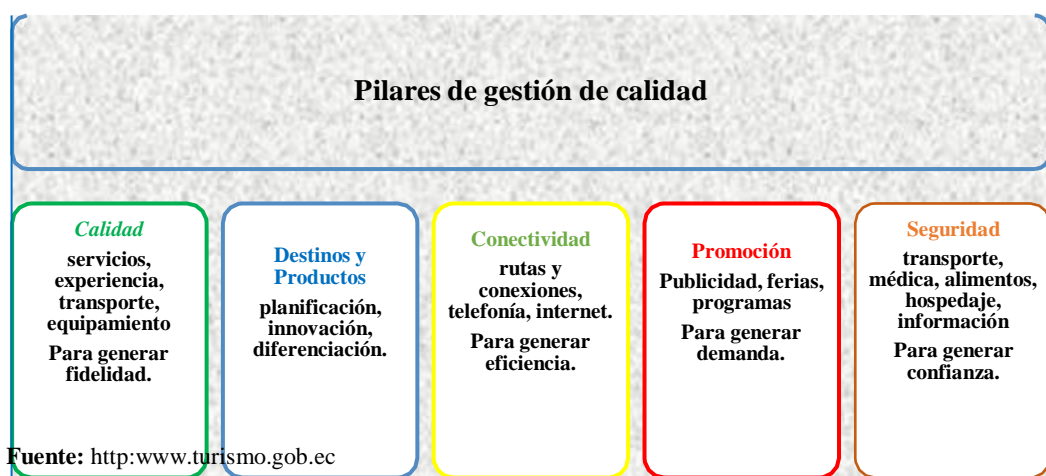 Pilares de gestión de calidad
Calidad
servicios,
experiencia,
transporte,
equipamiento
Para generar
fidelidad.
Destinos y
Productos
planificación,
innovación,
diferenciación.
Conectividad
rutas y
conexiones,
telefonía, internet.
Para generar
eficiencia.
Promoción
Publicidad, ferias,
programas
Para generar
demanda.
Seguridad
transporte,
médica, alimentos,
hospedaje,
información
Para generar
confianza.
Fuente: http:www.turismo.gob.ec